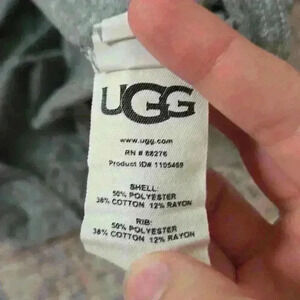 UGG
www.ugg.com
RN # 88276
Product ID# 1105469
SHELL:
50% POLYESTER
38% COTTON 12% RAYON
RIB:
50% POLYESTER
38% COTTON 12% RAYON